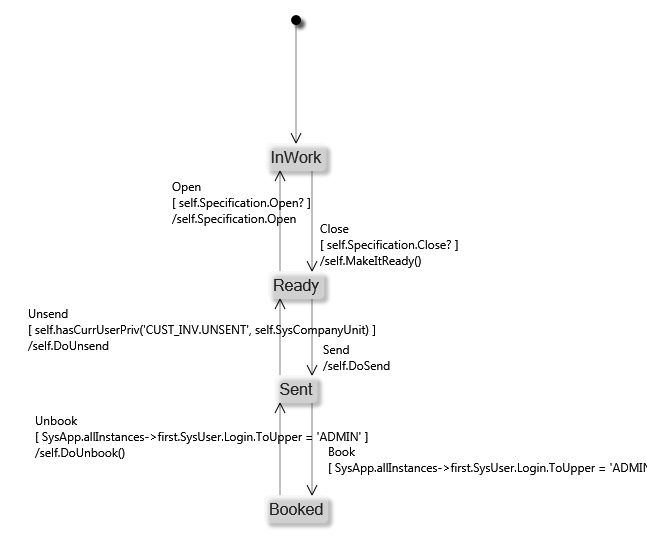 InWork
Open
[ self.Specification.Open? ]
/self.Specification.Open
Close
[ self.Specification.Close? ]
/self.MakeItReady()
Ready
Unsend
[ self.hasCurrUserPriv('CUST_INV.UNSENT', self.SysCompanyUnit) ]
/self.DoUnsend
Send
/self.DoSend
Sent
Unbook
[ SysApp.allInstances->first.SysUser.Login.ToUpper = 'ADMIN' ]
/self.DoUnbook()
Book
[ SysApp.allInstances->first.SysUser.Login.ToUpper = 'ADMIN
Booked